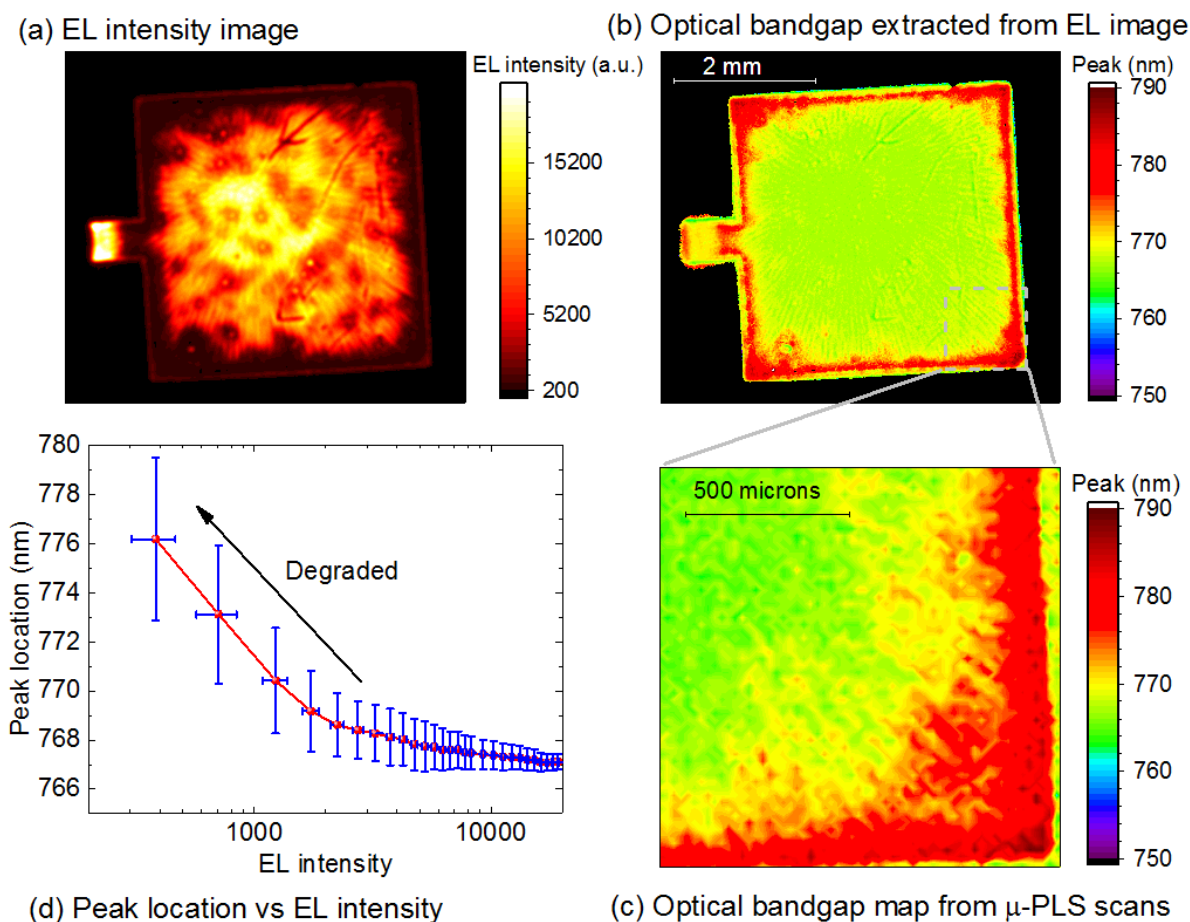 (a) EL intensity image
(b) Optical bandgap extracted from EL image
EL intensity (a.u.)
15200
10200
5200
200
2 mm
Peak (nm)
790
780
770
760
750
780
778
776
774
772
770
768
766
Peak location (nm)
Degraded
1000
10000
EL intensity
500 microns
Peak (nm)
790
780
770
760
750
(d) Peak location vs EL intensity
(c) Optical bandgap map from μ-PLS scans